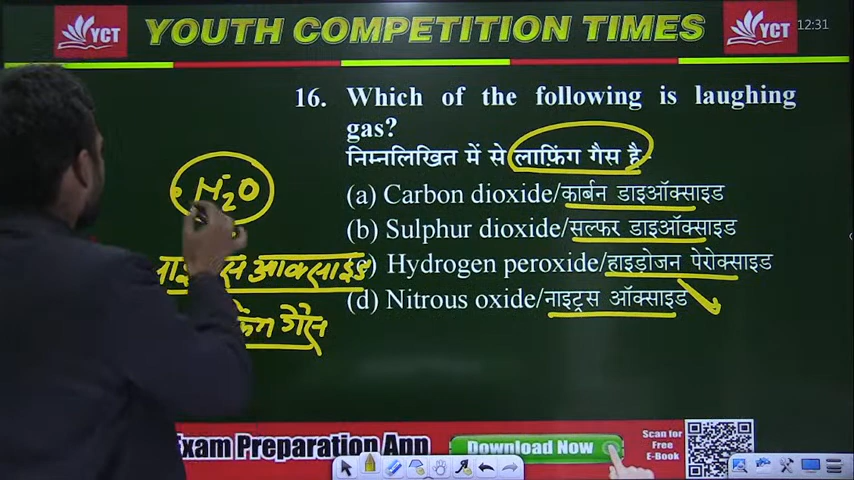 YCT
YOUTH COMPETITION TIMES
YCT
12:31
16. Which of the following is laughing
gas?
निम्नलिखित में से लाफ़िंग गैस है
(a) Carbon dioxide/कार्बन डाइऑक्साइड
(b) Sulphur dioxide/सल्फर डाइऑक्साइड
) Hydrogen peroxide/हाइड्रोजन पेरोक्साइड
(d) Nitrous oxide/नाइट्रस ऑक्साइड
H2O
आक्साइड
गैस
Exam Preparation App
Download Now
Scan for
Free
E-Book